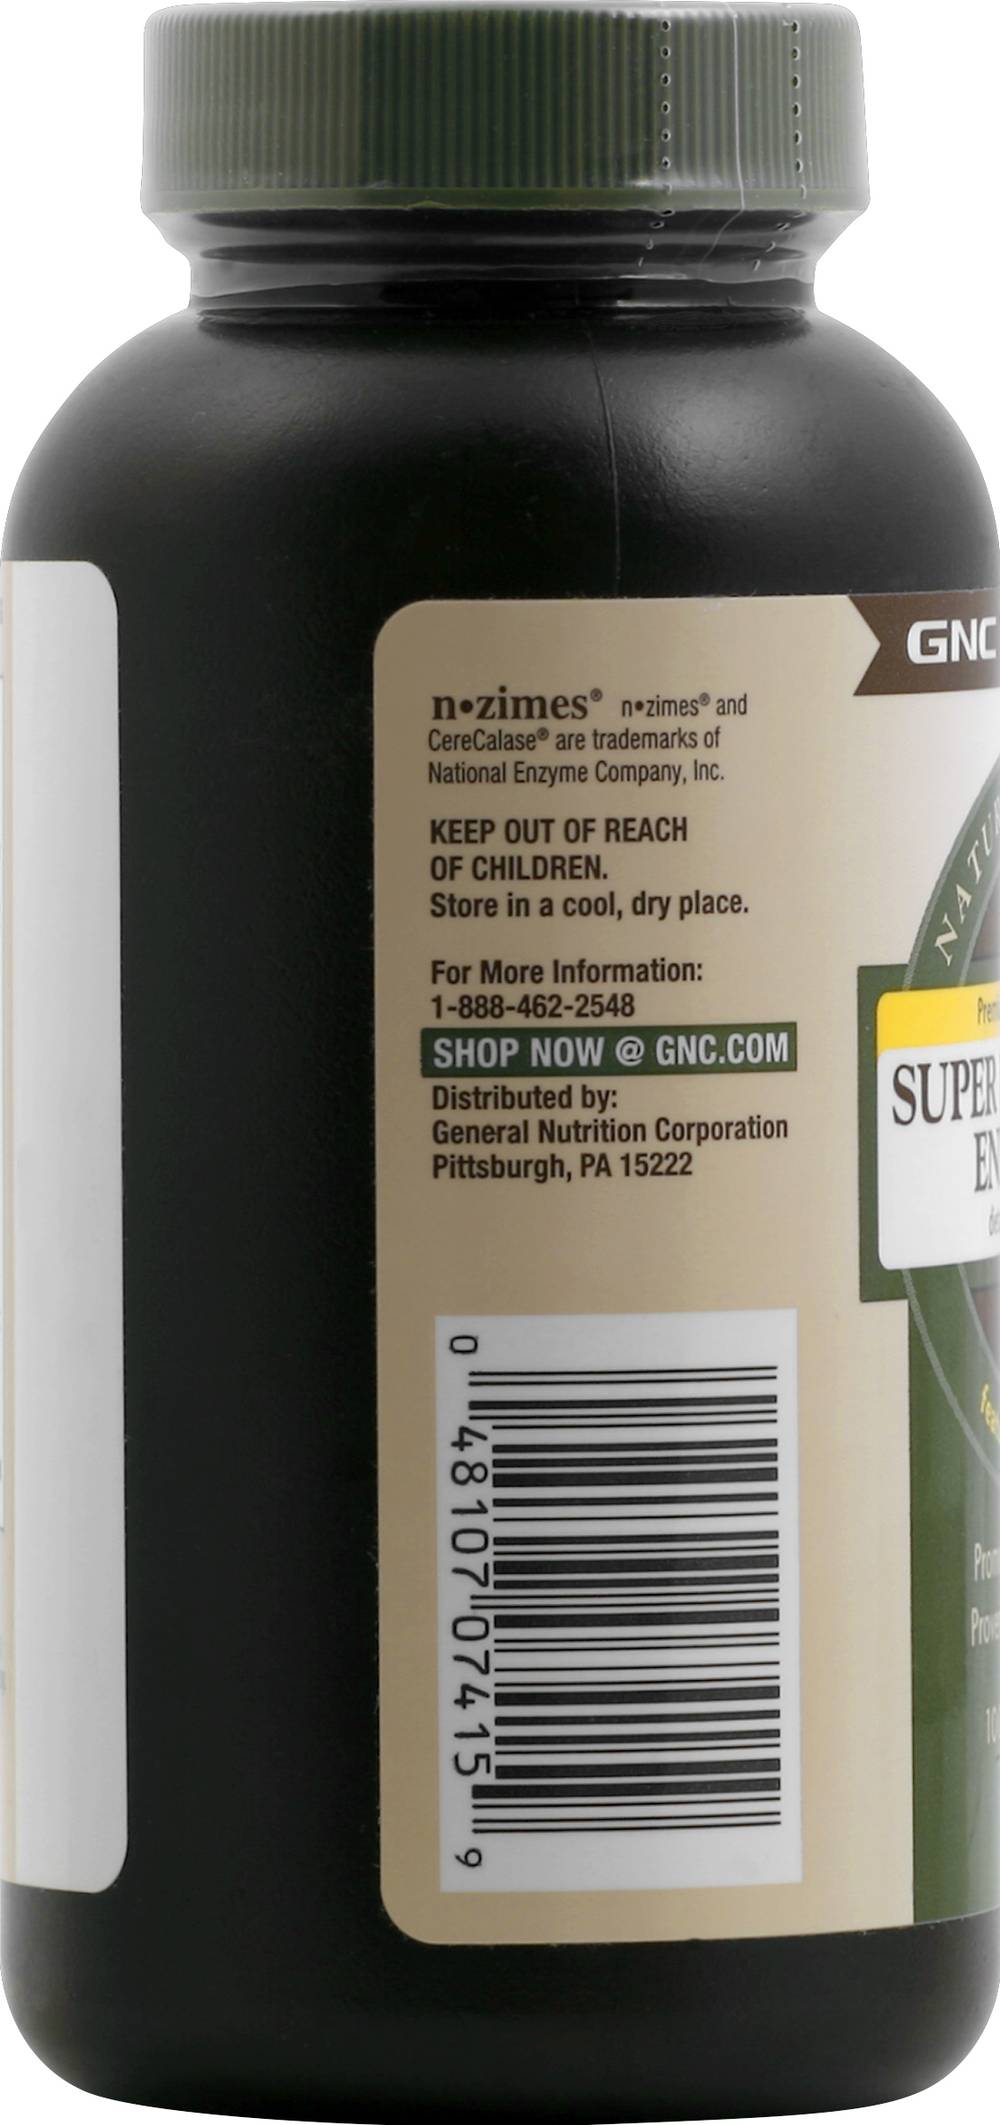 n•zimes® n•zimes® and
CereCalase® are trademarks of
National Enzyme Company, Inc.
KEEP OUT OF REACH
OF CHILDREN.
Store in a cool, dry place.
For More Information:
1-888-462-2548
SHOP NOW @ GNC.COM
Distributed by:
General Nutrition Corporation
Pittsburgh, PA 15222
0 48107 07415 9
GNC
SUPER